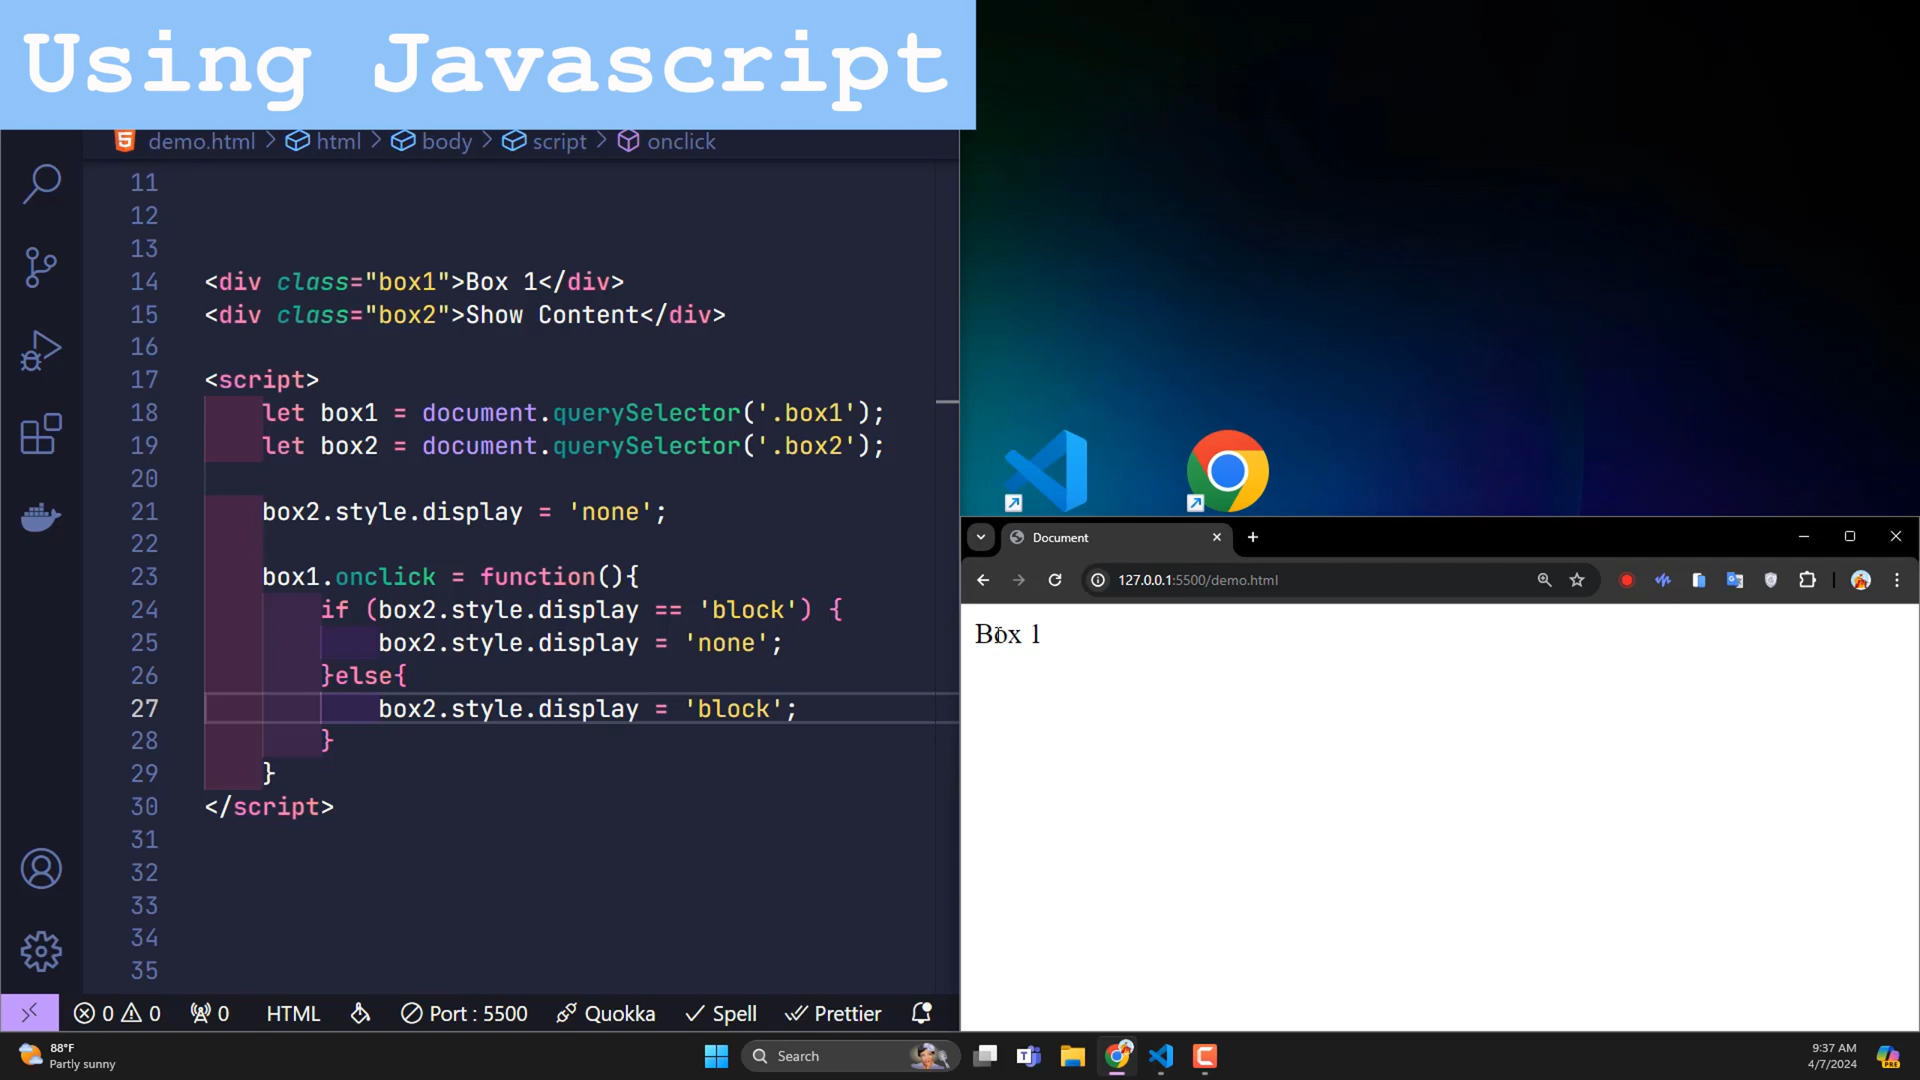 Using Javascript
demo.html > html > body > script > onclick
11
12
13
14 <div class="box1">Box 1</div>
15 <div class="box2">Show Content</div>
16
17 <script>
18 let box1 = document.querySelector('.box1');
19 let box2 = document.querySelector('.box2');
20
21 box2.style.display = 'none';
22
23 box1.onclick = function(){
24 if (box2.style.display == 'block') {
25 box2.style.display = 'none';
26 }else{
27 box2.style.display = 'block';
28 }
29 }
30 </script>
31
32
33
34
35
0 0 0 HTML Port : 5500 Quokka Spell Prettier
Document
127.0.0.1:5500/demo.html
Box 1
88°F
Partly sunny
Search
9:37 AM
4/7/2024
PRE